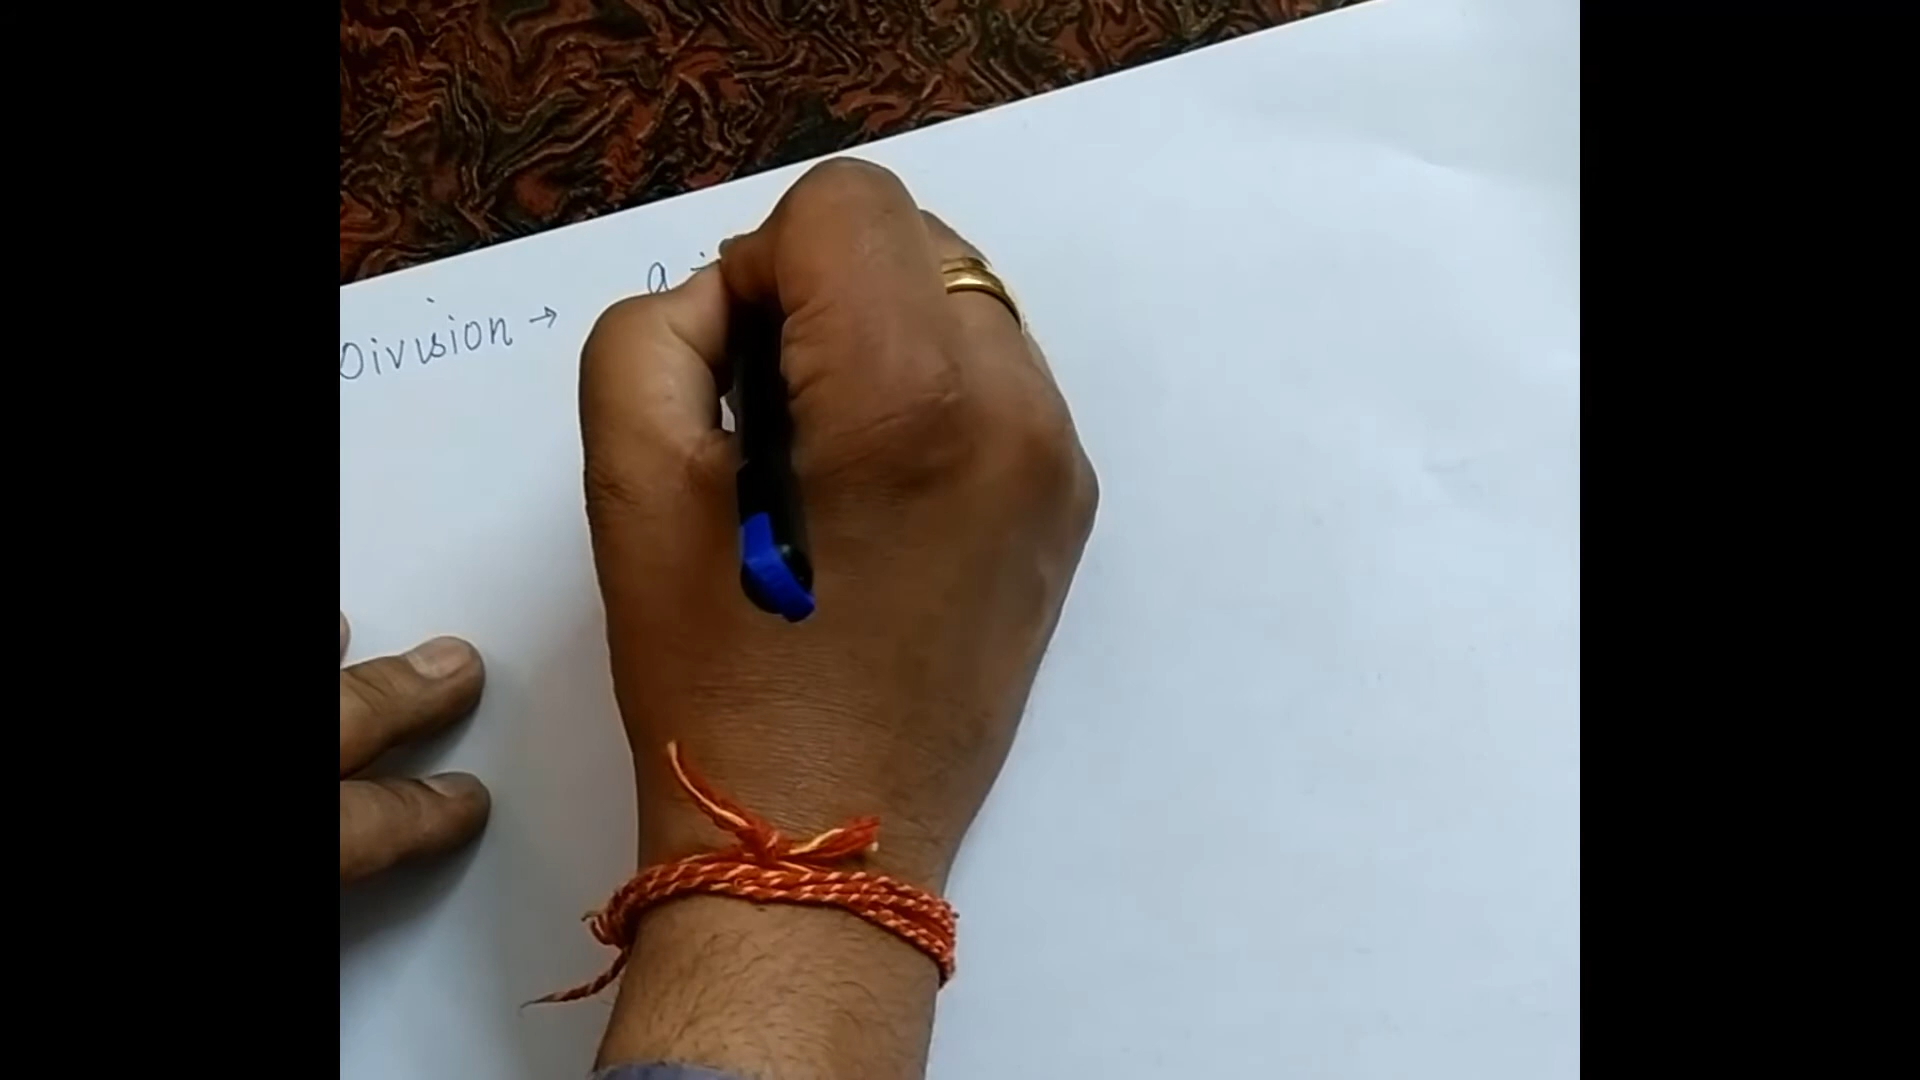 Division → a ÷